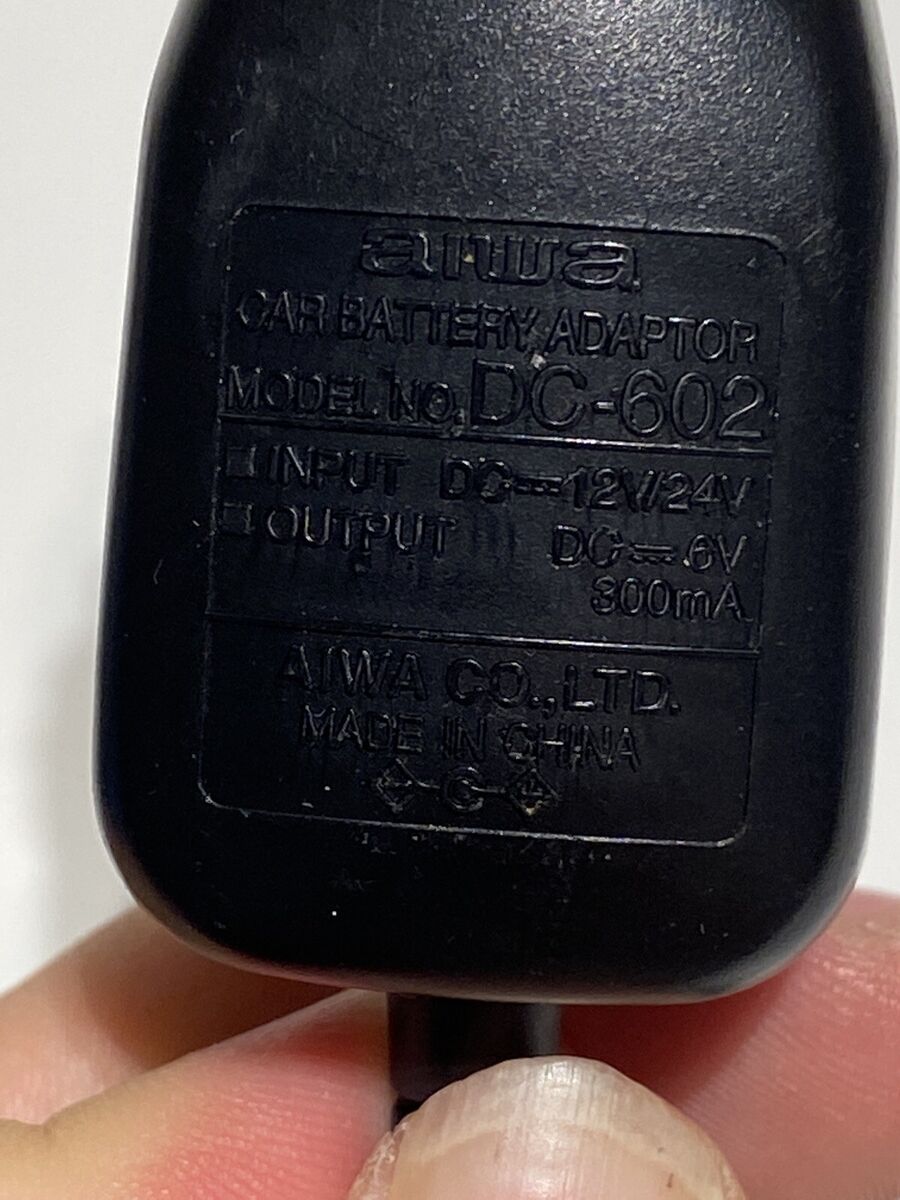 aiwa
CAR BATTERY ADAPTOR
MODEL NO. DC-602
INPUT DC⎓12V/24V
OUTPUT DC⎓6V
300mA
AIWA CO.,LTD.
MADE IN CHINA